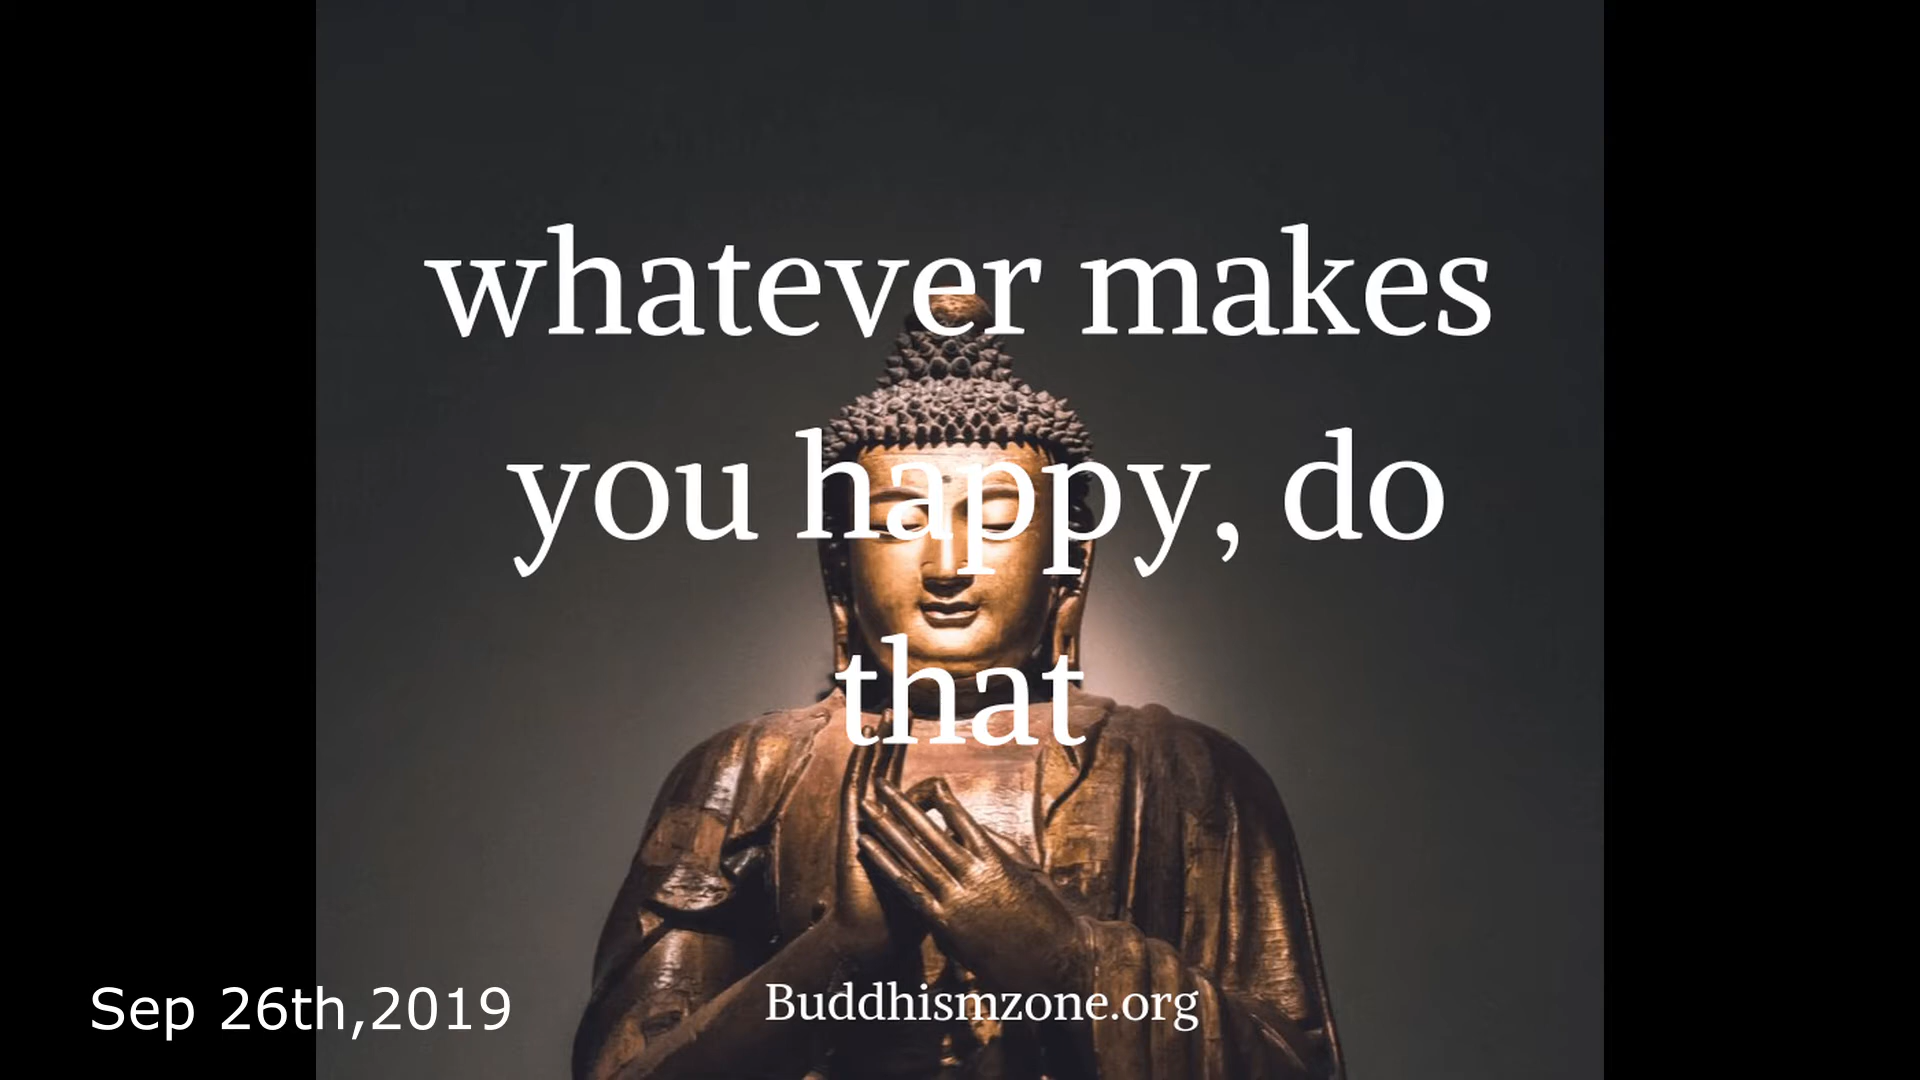 whatever makes
you happy, do
that
Buddhismzone.org
Sep 26th,2019